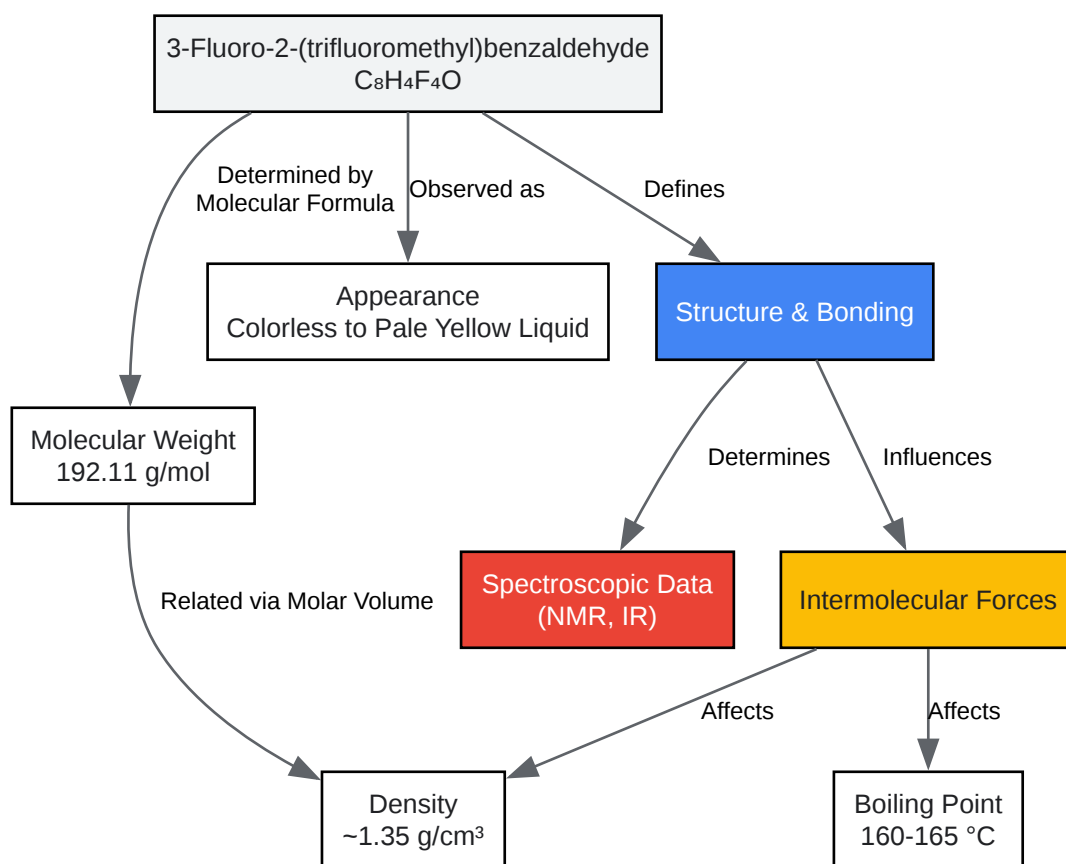 3-Fluoro-2-(trifluoromethyl)benzaldehyde
C₈H₄F₄O
Determined by
Molecular Formula
Observed as
Defines
Appearance
Colorless to Pale Yellow Liquid
Structure & Bonding
Molecular Weight
192.11 g/mol
Determines
Influences
Spectroscopic Data
(NMR, IR)
Intermolecular Forces
Related via Molar Volume
Affects
Affects
Density
~1.35 g/cm³
Boiling Point
160-165 °C